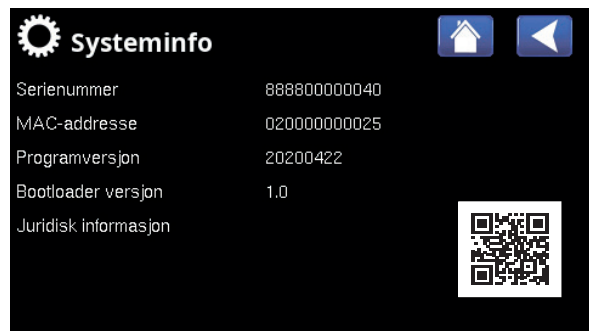 Systeminfo
Serienummer 888800000040
MAC-addresse 020000000025
Programversjon 20200422
Bootloader versjon 1.0
Juridisk informasjon